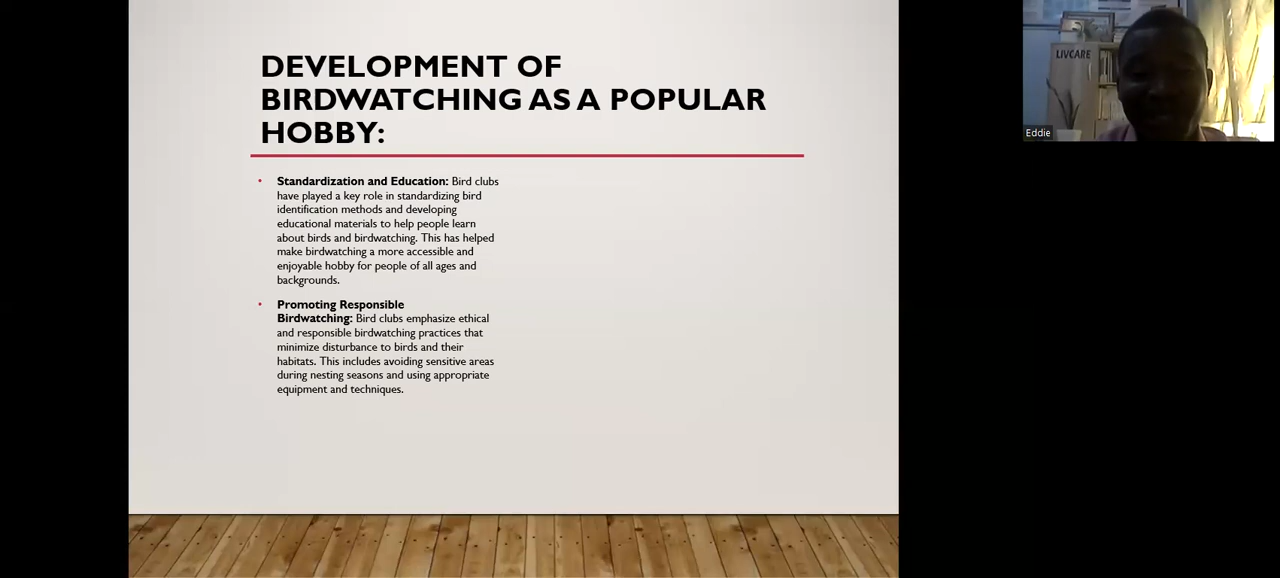 DEVELOPMENT OF
BIRDWATCHING AS A POPULAR
HOBBY:
• Standardization and Education: Bird clubs
have played a key role in standardizing bird
identification methods and developing
educational materials to help people learn
about birds and birdwatching. This has helped
make birdwatching a more accessible and
enjoyable hobby for people of all ages and
backgrounds.
• Promoting Responsible
Birdwatching: Bird clubs emphasize ethical
and responsible birdwatching practices that
minimize disturbance to birds and their
habitats. This includes avoiding sensitive areas
during nesting seasons and using appropriate
equipment and techniques.
LIVCARE
Eddie